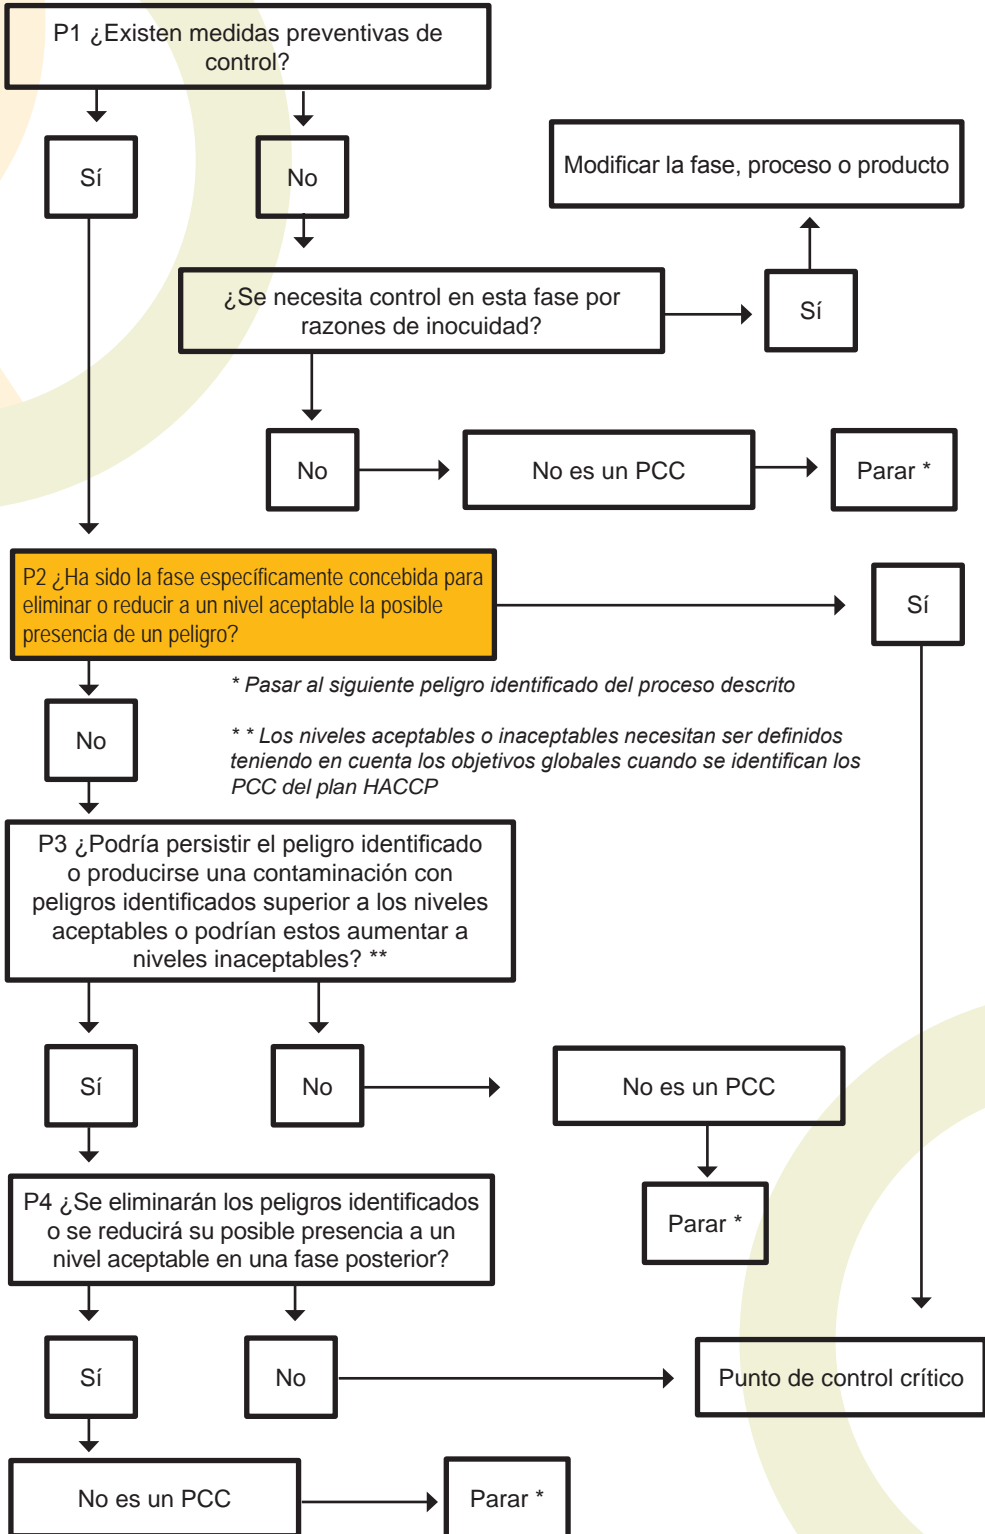 P1 ¿Existen medidas preventivas de
control?
Sí
No
Modificar la fase, proceso o producto
¿Se necesita control en esta fase por
razones de inocuidad?
Sí
No
No es un PCC
Parar *
P2 ¿Ha sido la fase específicamente concebida para
eliminar o reducir a un nivel aceptable la posible
presencia de un peligro?
Sí
* Pasar al siguiente peligro identificado del proceso descrito
No
* * Los niveles aceptables o inaceptables necesitan ser definidos
teniendo en cuenta los objetivos globales cuando se identifican los
PCC del plan HACCP
P3 ¿Podría persistir el peligro identificado
o producirse una contaminación con
peligros identificados superior a los niveles
aceptables o podrían estos aumentar a
niveles inaceptables? **
Sí
No
No es un PCC
P4 ¿Se eliminarán los peligros identificados
o se reducirá su posible presencia a un
nivel aceptable en una fase posterior?
Parar *
Sí
No
Punto de control crítico
No es un PCC
Parar *